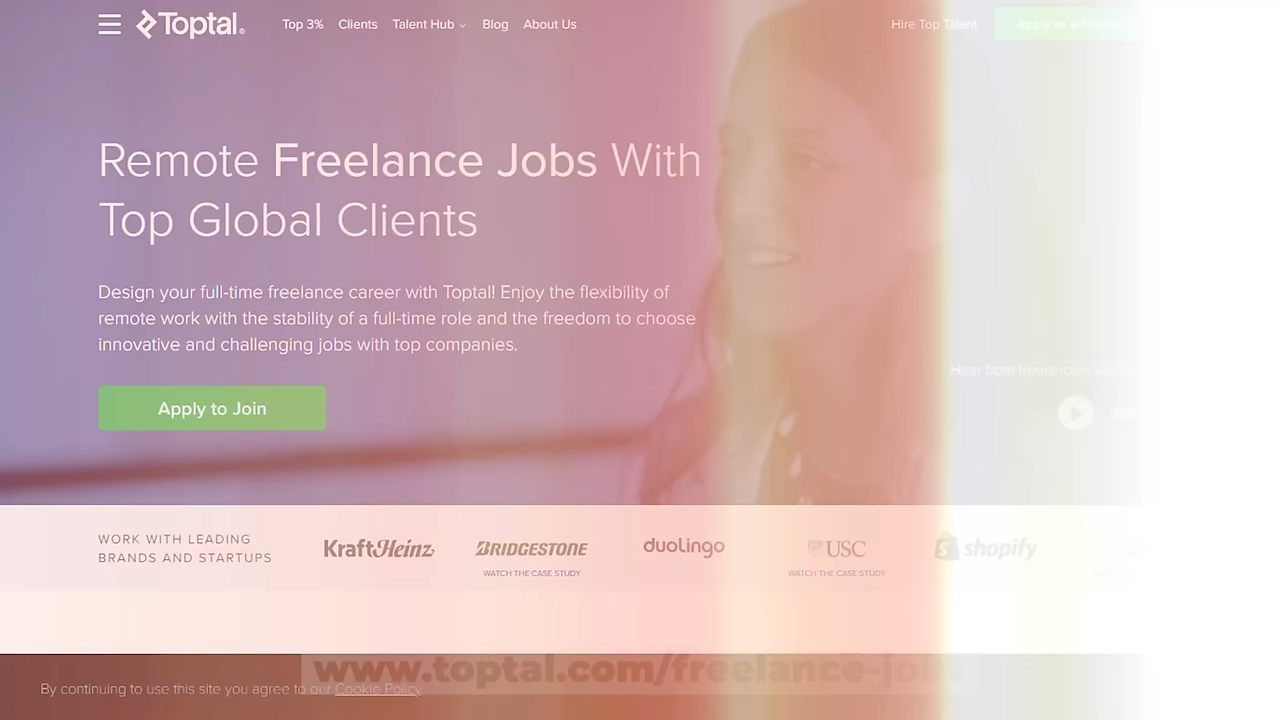 Toptal®
Top 3%
Clients
Talent Hub
Blog
About Us
Hire Top Talent
Remote Freelance Jobs With
Top Global Clients
Design your full-time freelance career with Toptal! Enjoy the flexibility of
remote work with the stability of a full-time role and the freedom to choose
innovative and challenging jobs with top companies.
Apply to Join
Hear from freelancers
WORK WITH LEADING
BRANDS AND STARTUPS
KraftHeinz
BRIDGESTONE
WATCH THE CASE STUDY
duolingo
USC
WATCH THE CASE STUDY
shopify
www.toptal.com/freelance-jobs
By continuing to use this site you agree to our Cookie Policy.